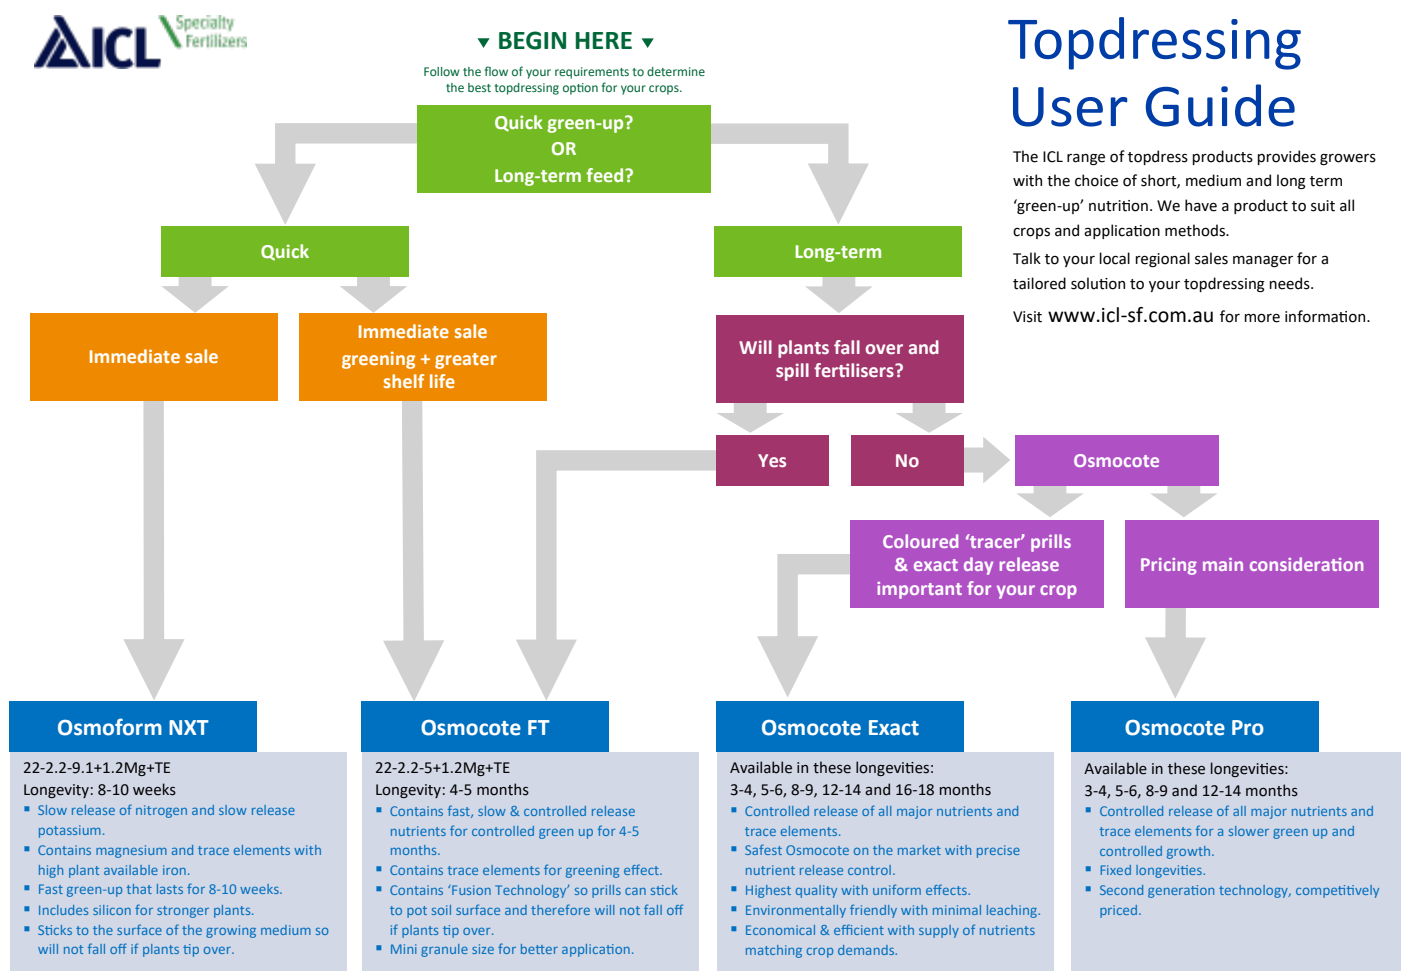 ICL
Specialty
Fertilizers
▼ BEGIN HERE ▼
Follow the flow of your requirements to determine
the best topdressing option for your crops.
Topdressing
User Guide
The ICL range of topdress products provides growers
with the choice of short, medium and long term
‘green-up’ nutrition. We have a product to suit all
crops and application methods.
Talk to your local regional sales manager for a
tailored solution to your topdressing needs.
Visit www.icl-sf.com.au for more information.
Quick green-up?
OR
Long-term feed?
Quick
Long-term
Immediate sale
Immediate sale
greening + greater
shelf life
Will plants fall over and
spill fertilisers?
Yes
No
Osmocote
Coloured ‘tracer’ prills
& exact day release
important for your crop
Pricing main consideration
Osmoform NXT
22-2.2-9.1+1.2Mg+TE
Longevity: 8-10 weeks
▪ Slow release of nitrogen and slow release
potassium.
▪ Contains magnesium and trace elements with
high plant available iron.
▪ Fast green-up that lasts for 8-10 weeks.
▪ Includes silicon for stronger plants.
▪ Sticks to the surface of the growing medium so
will not fall off if plants tip over.
Osmocote FT
22-2.2-5+1.2Mg+TE
Longevity: 4-5 months
▪ Contains fast, slow & controlled release
nutrients for controlled green up for 4-5
months.
▪ Contains trace elements for greening effect.
▪ Contains ‘Fusion Technology’ so prills can stick
to pot soil surface and therefore will not fall off
if plants tip over.
▪ Mini granule size for better application.
Osmocote Exact
Available in these longevities:
3-4, 5-6, 8-9, 12-14 and 16-18 months
▪ Controlled release of all major nutrients and
trace elements.
▪ Safest Osmocote on the market with precise
nutrient release control.
▪ Highest quality with uniform effects.
▪ Environmentally friendly with minimal leaching.
▪ Economical & efficient with supply of nutrients
matching crop demands.
Osmocote Pro
Available in these longevities:
3-4, 5-6, 8-9 and 12-14 months
▪ Controlled release of all major nutrients and
trace elements for a slower green up and
controlled growth.
▪ Fixed longevities.
▪ Second generation technology, competitively
priced.